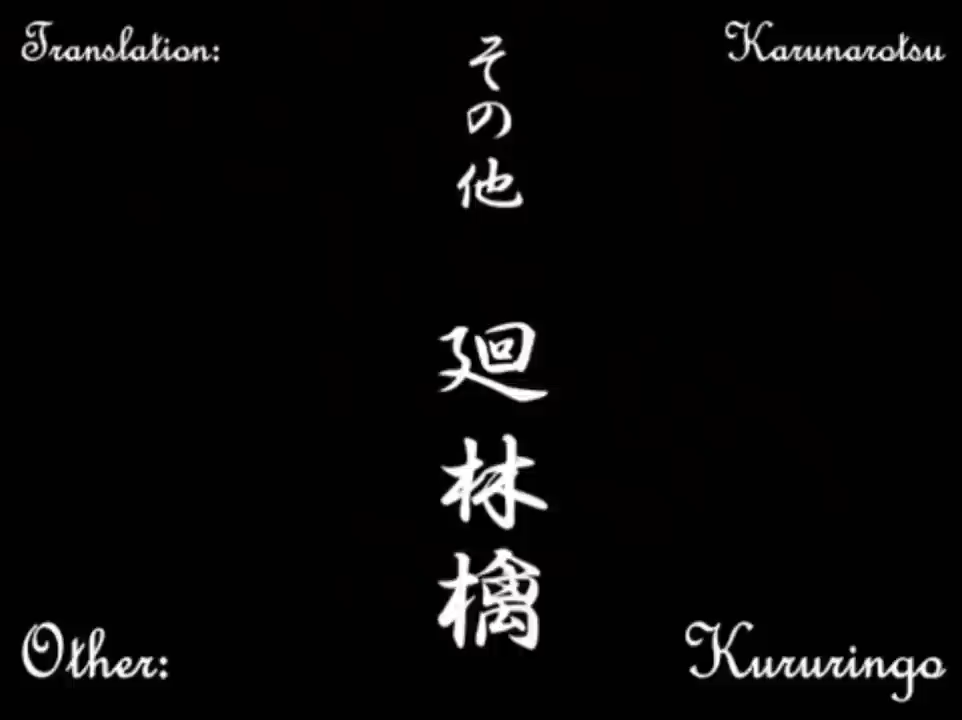 Translation:
Karunarotsu
その他
廻林檎
Other:
Kururingo